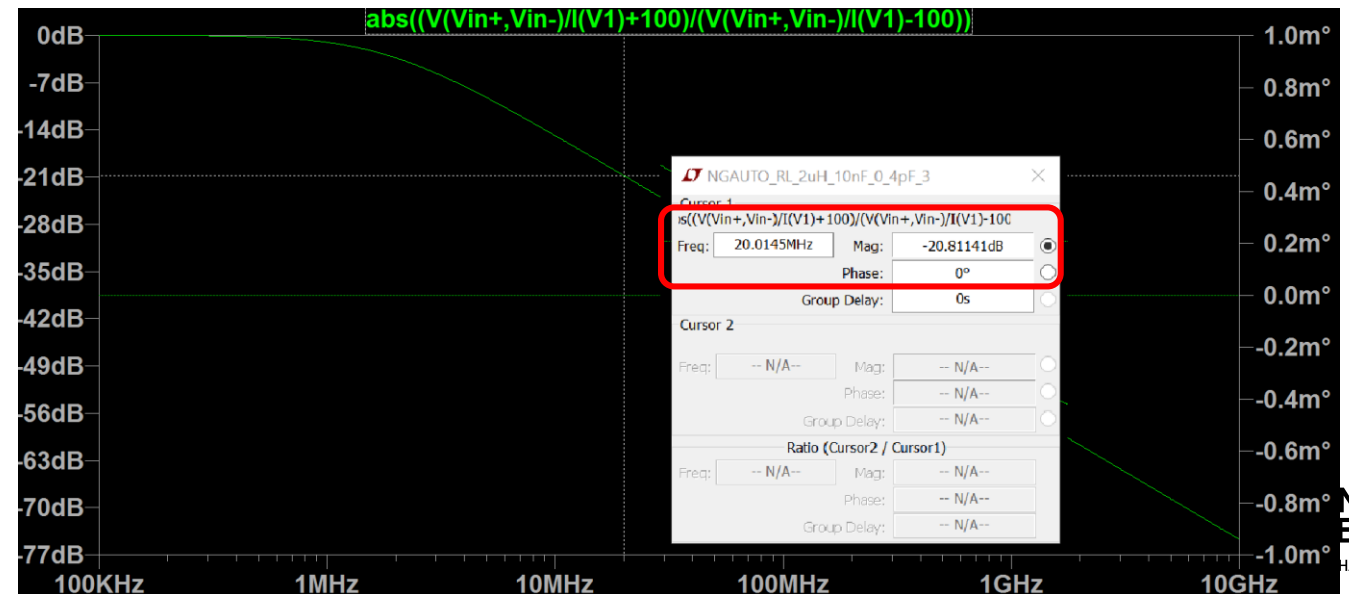 abs((V(Vin+,Vin-)/I(V1)+100)/(V(Vin+,Vin-)/I(V1)-100))
0dB
-7dB
-14dB
-21dB
-28dB
-35dB
-42dB
-49dB
-56dB
-63dB
-70dB
-77dB
1.0m°
0.8m°
0.6m°
0.4m°
0.2m°
0.0m°
-0.2m°
-0.4m°
-0.6m°
-0.8m°
-1.0m°
100KHz 1MHz 10MHz 100MHz 1GHz 10GHz
NGAUTO_RL_2uH_10nF_0_4pF_3
Cursor 1
s((V(Vin+,Vin-)/I(V1)+100)/(V(Vin+,Vin-)/I(V1)-100
Freq: 20.0145MHz Mag: -20.81141dB
Phase: 0°
Group Delay: 0s
Cursor 2
Freq: -- N/A-- Mag: -- N/A--
Phase: -- N/A--
Group Delay: -- N/A--
Ratio (Cursor2 / Cursor1)
Freq: -- N/A-- Mag: -- N/A--
Phase: -- N/A--
Group Delay: -- N/A--